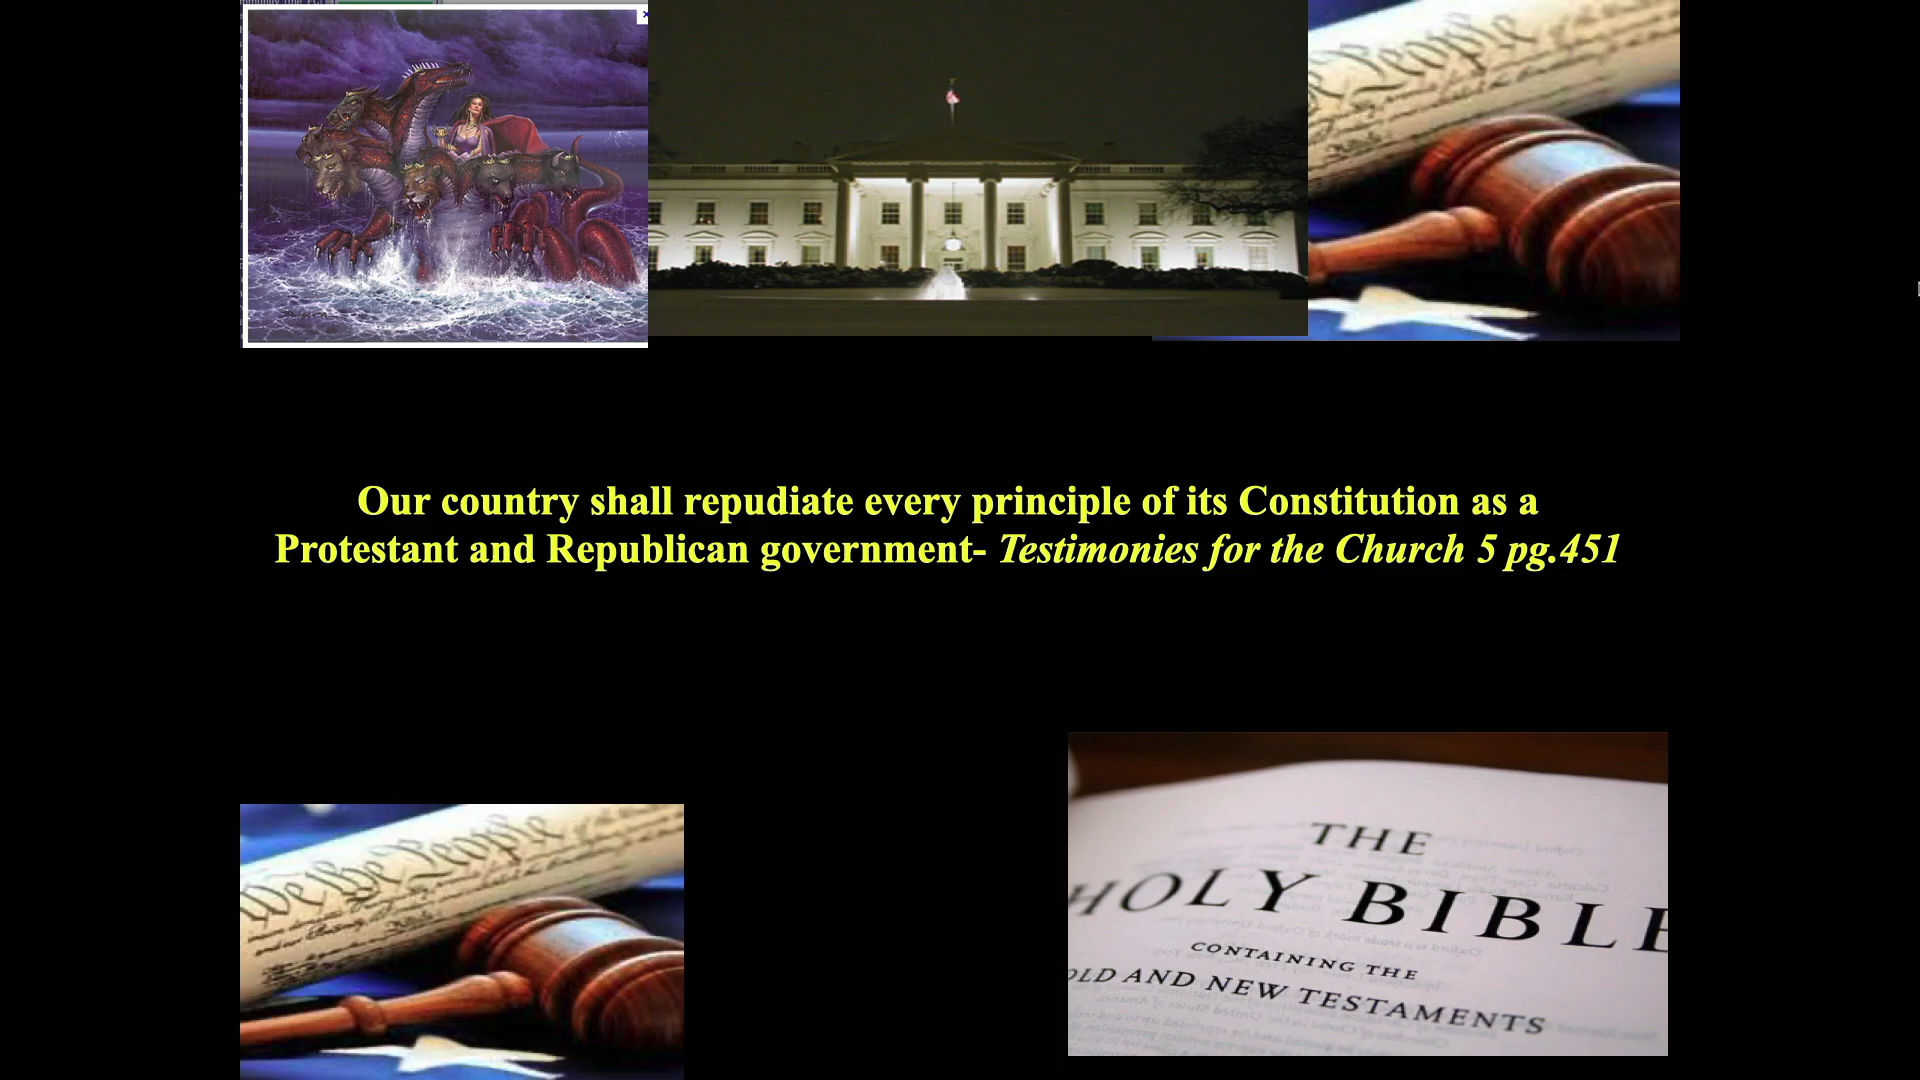 People
Our country shall repudiate every principle of its Constitution as a
Protestant and Republican government- Testimonies for the Church 5 pg.451
We the People
THE
HOLY BIBLE
CONTAINING THE
OLD AND NEW TESTAMENTS